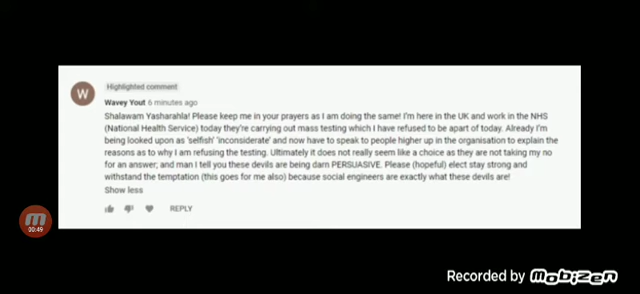 W
Highlighted comment
Wavey Yout 6 minutes ago
Shalawam Yasharahla! Please keep me in your prayers as I am doing the same! I'm here in the UK and work in the NHS
(National Health Service) today they're carrying out mass testing which I have refused to be apart of today. Already I'm
being looked upon as 'selfish' 'inconsiderate' and now have to speak to people higher up in the organisation to explain the
reasons as to why I am refusing the testing. Ultimately it does not really seem like a choice as they are not taking my no
for an answer; and man I tell you these devils are being darn PERSUASIVE. Please (hopeful) elect stay strong and
withstand the temptation (this goes for me also) because social engineers are exactly what these devils are!
Show less
REPLY
00:49
Recorded by Mobizen